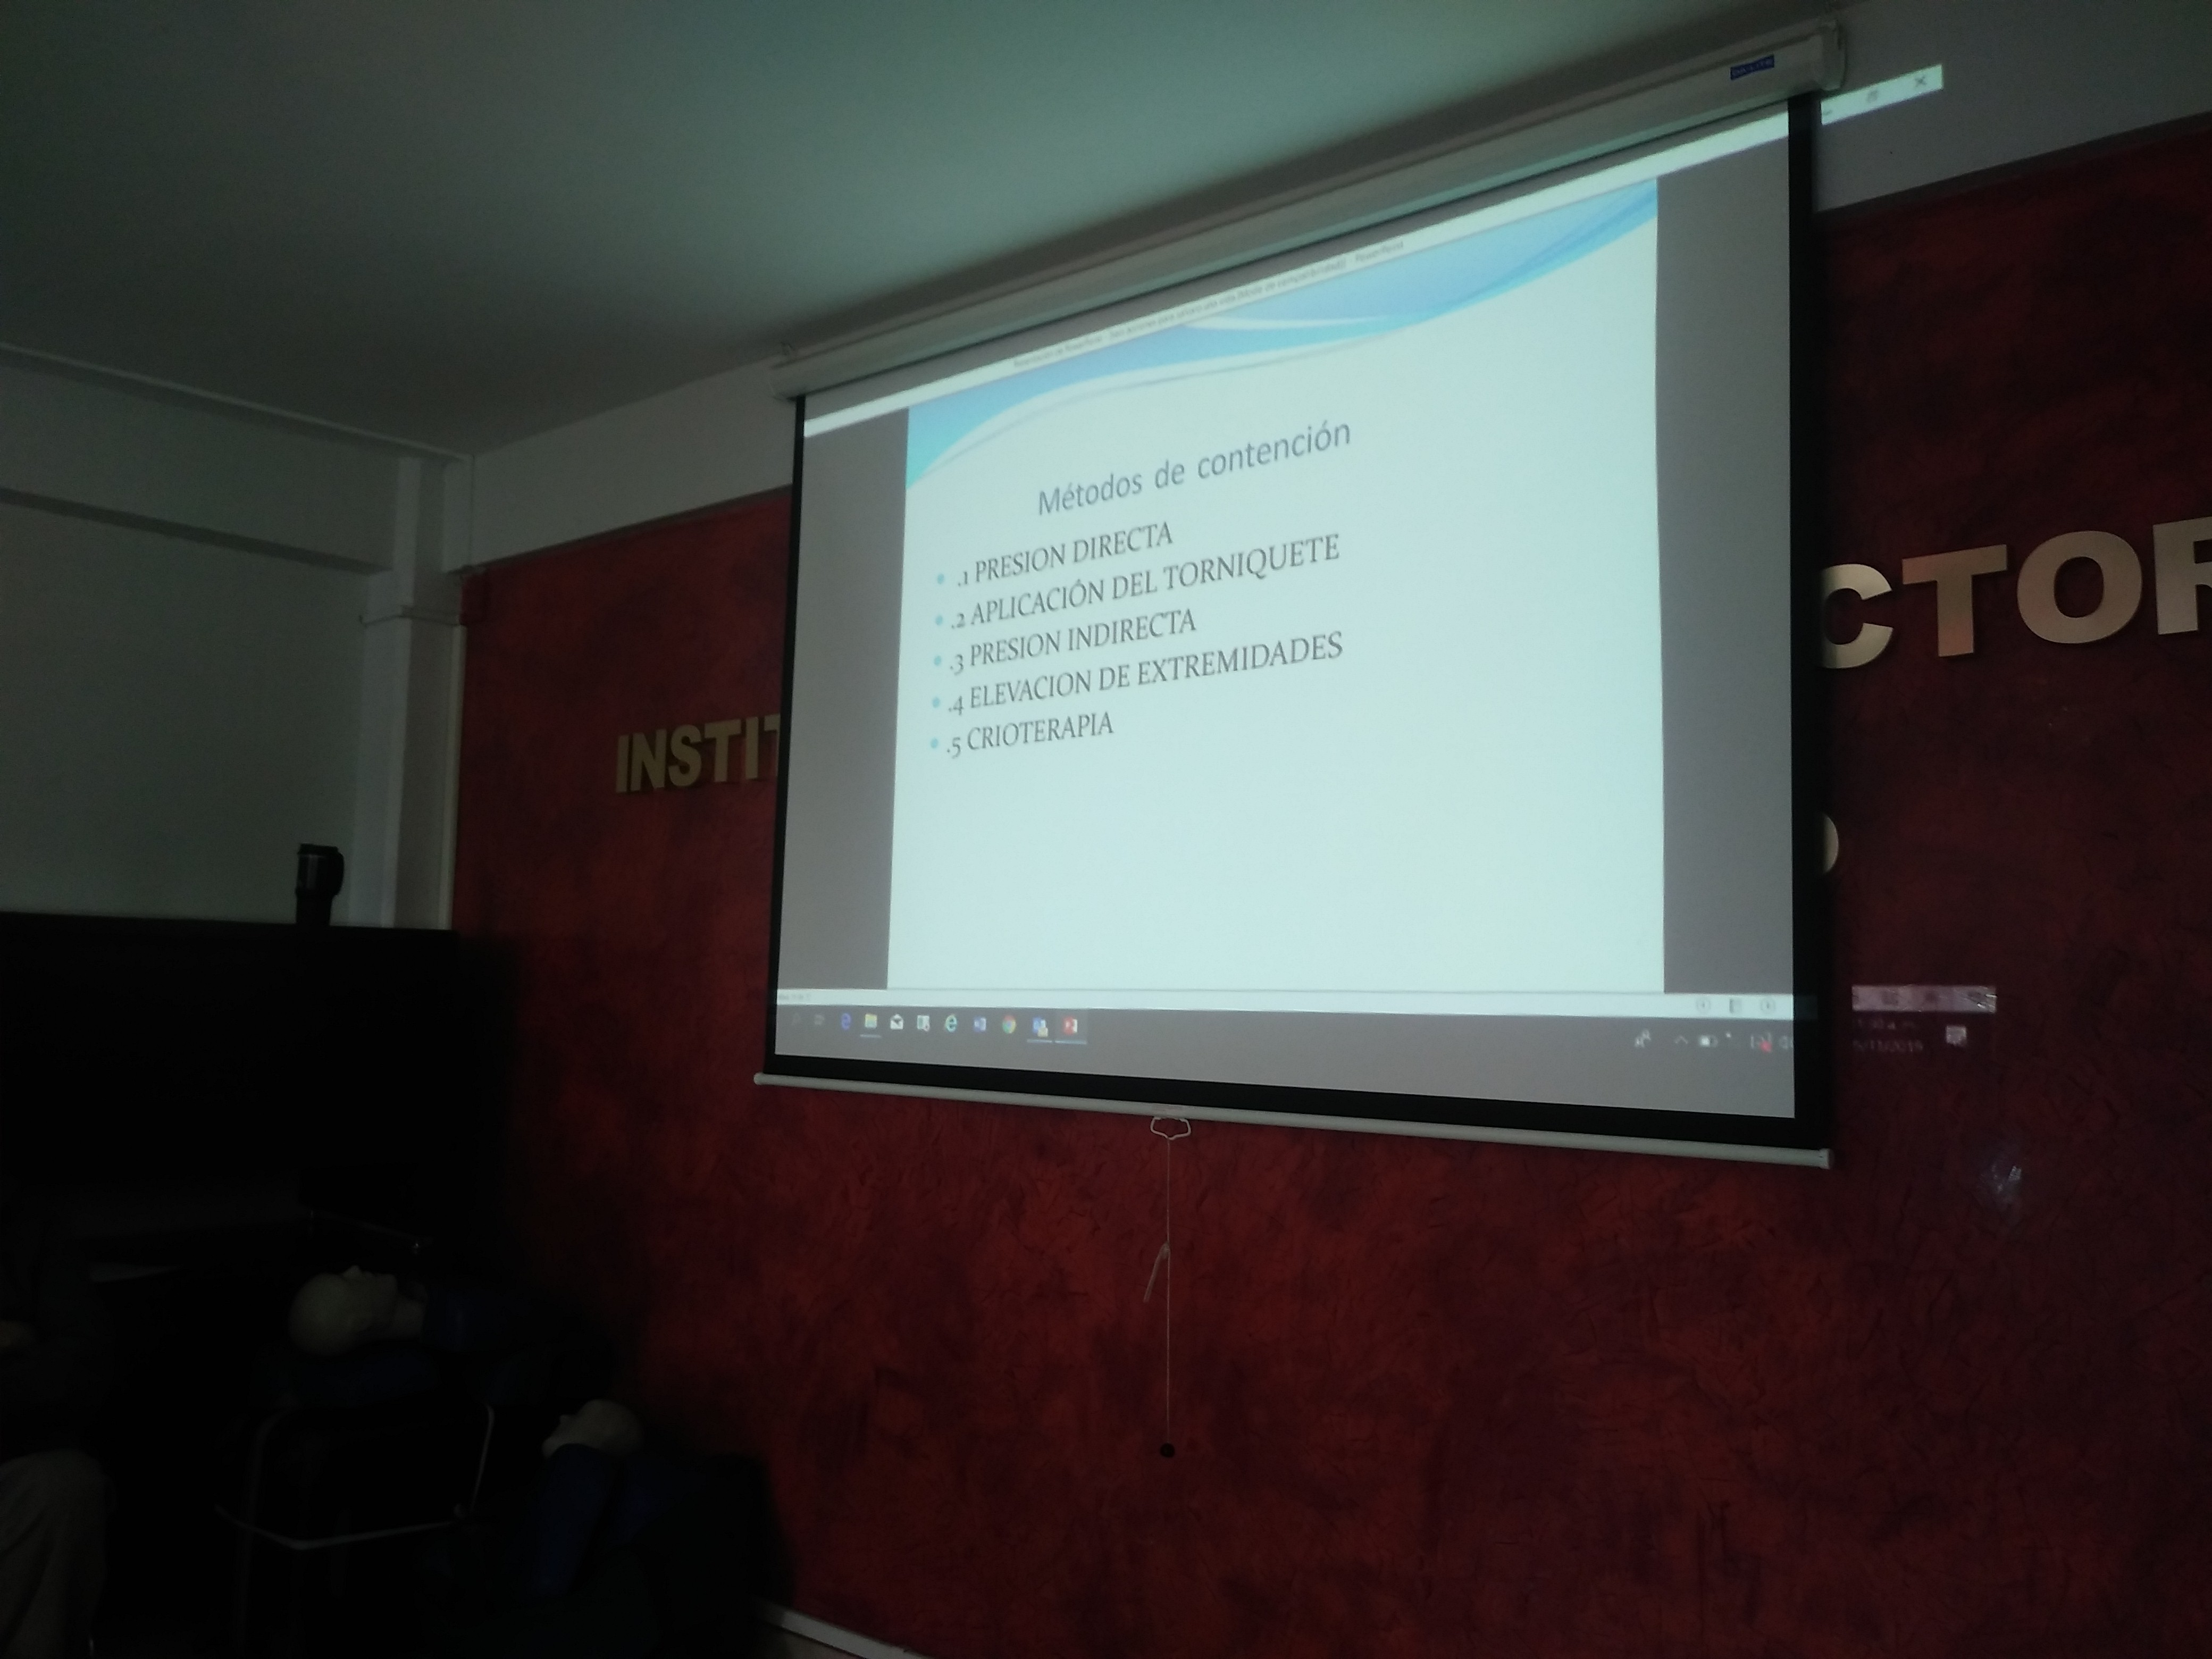 Métodos de contención
.1 PRESION DIRECTA
.2 APLICACIÓN DEL TORNIQUETE
.3 PRESION INDIRECTA
.4 ELEVACION DE EXTREMIDADES
.5 CRIOTERAPIA
INSTIT
CTOR